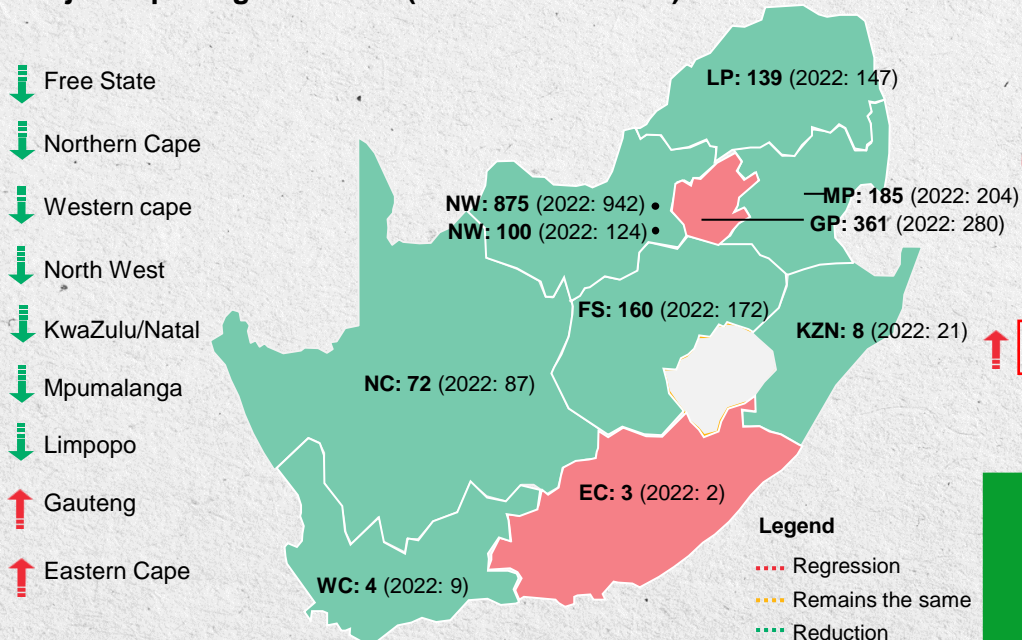 Free State
Northern Cape
Western cape
North West
KwaZulu/Natal
Mpumalanga
Limpopo
Gauteng
Eastern Cape
LP: 139 (2022: 147)
NW: 875 (2022: 942)
NW: 100 (2022: 124)
MP: 185 (2022: 204)
GP: 361 (2022: 280)
FS: 160 (2022: 172)
KZN: 8 (2022: 21)
NC: 72 (2022: 87)
EC: 3 (2022: 2)
WC: 4 (2022: 9)
Legend
Regression
Remains the same
Reduction